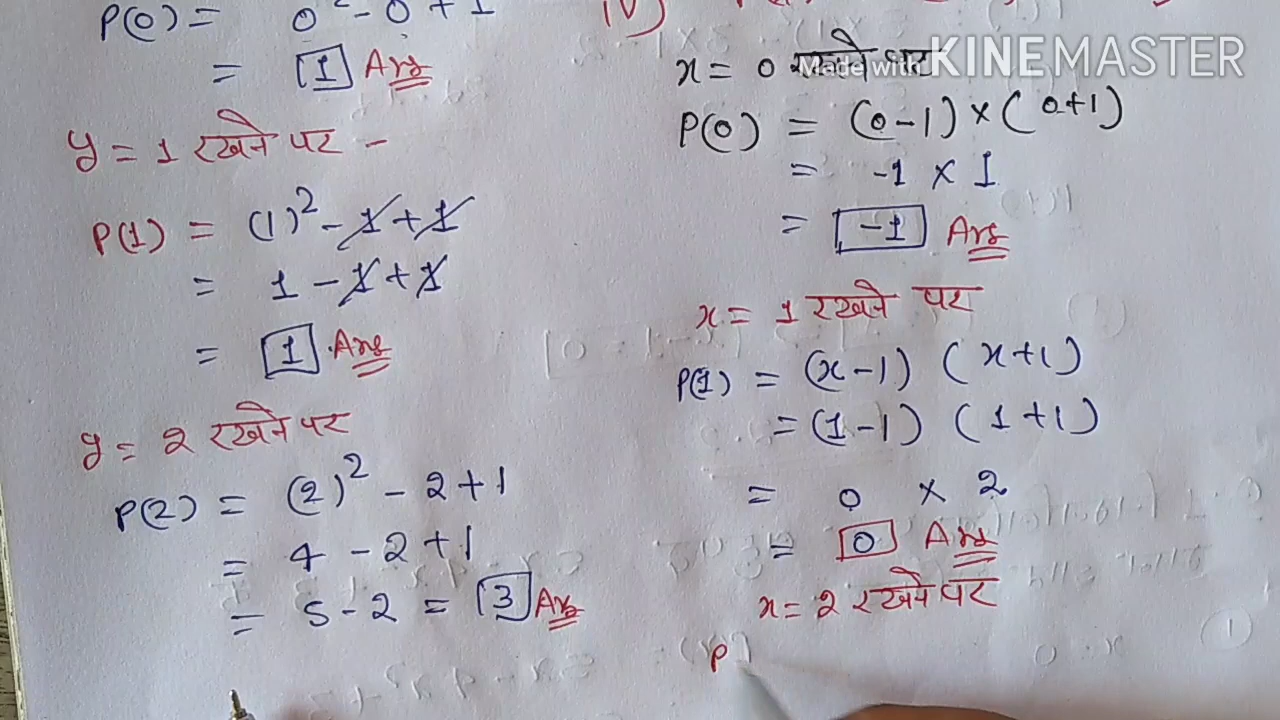 P(0) = 0² - 0 + 1
= 1 Ans
y = 1 रखने पर -
P(1) = (1)² - 1 + 1
= 1 - 1 + 1
= 1 Ans
y = 2 रखने पर
P(2) = (2)² - 2 + 1
= 4 - 2 + 1
= 5 - 2 = 3 Ans
iv)
x = 0 रखने पर
Made with KINEMASTER
P(0) = (0-1) × (0+1)
= -1 × 1
= -1 Ans
x = 1 रखने पर
P(1) = (x-1) (x+1)
= (1-1) (1+1)
= 0 × 2
= 0 Ans
x = 2 रखने पर
P